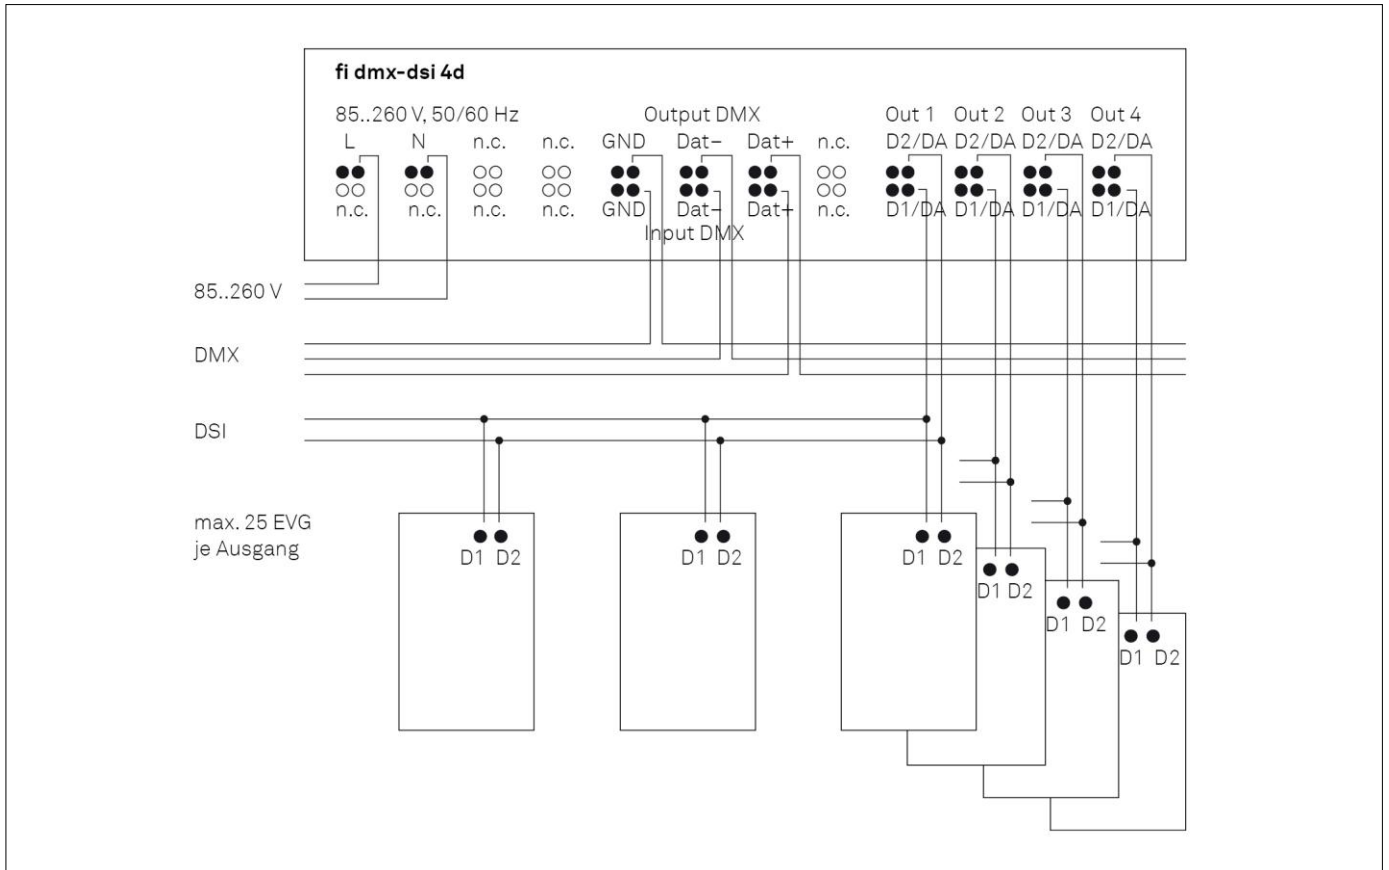 fi dmx-dsi 4d
85..260 V, 50/60 Hz Output DMX Out 1 Out 2 Out 3 Out 4
L N n.c. n.c. GND Dat– Dat+ n.c. D2/DA D2/DA D2/DA D2/DA
n.c. n.c. n.c. n.c. GND Dat– Dat+ n.c. D1/DA D1/DA D1/DA D1/DA
Input DMX
85..260 V
DMX
DSI
max. 25 EVG
je Ausgang
D1 D2 D1 D2 D1 D2
D1 D2
D1 D2
D1 D2